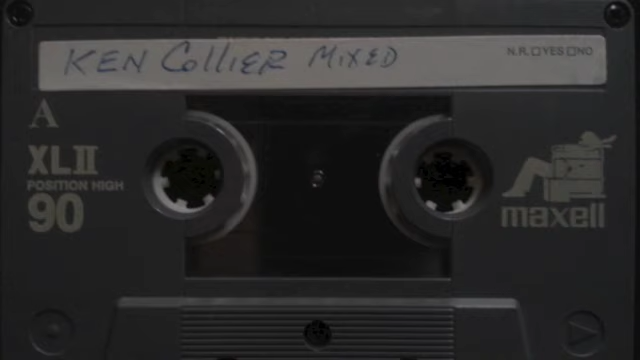 KEN COLLIER MIXED
N.R. □YES □NO
A
XLII
POSITION HIGH
90
maxell